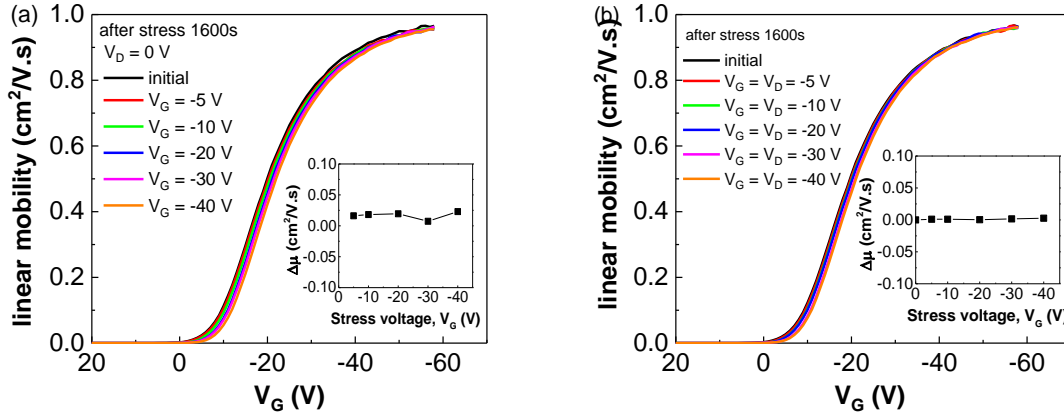 (a)
after stress 1600s
V_D = 0 V
initial
V_G = -5 V
V_G = -10 V
V_G = -20 V
V_G = -30 V
V_G = -40 V
linear mobility (cm²/V.s)
1.0
0.8
0.6
0.4
0.2
0.0
20 0 -20 -40 -60
V_G (V)
Δμ (cm²/V.s)
0.10
0.05
0.00
-0.05
-0.10
0 -10 -20 -30 -40
Stress voltage, V_G (V)
(b)
after stress 1600s
initial
V_G = V_D = -5 V
V_G = V_D = -10 V
V_G = V_D = -20 V
V_G = V_D = -30 V
V_G = V_D = -40 V
linear mobility (cm²/V.s)
1.0
0.8
0.6
0.4
0.2
0.0
20 0 -20 -40 -60
V_G (V)
Δμ (cm²/V.s)
0.10
0.05
0.00
-0.05
-0.10
0 -10 -20 -30 -40
Stress voltage, V_G (V)